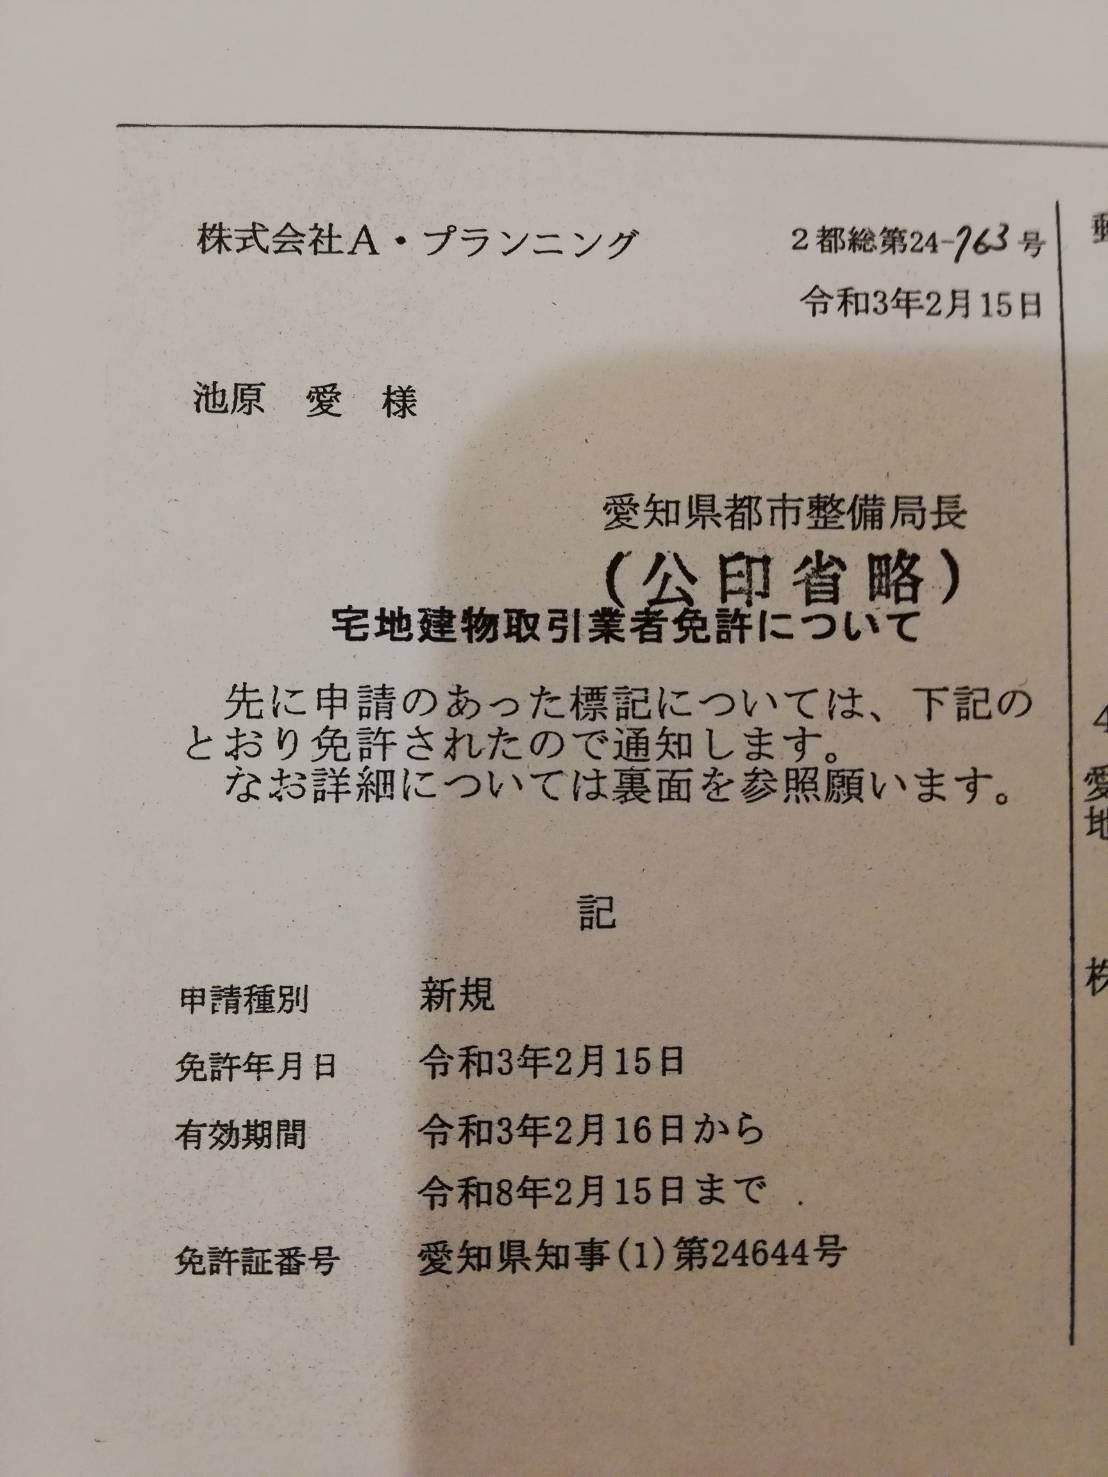 株式会社A・プランニング
2都総第24-763号
令和3年2月15日
池原 愛 様
愛知県都市整備局長
(公印省略)
宅地建物取引業者免許について
先に申請のあった標記については、下記の
とおり免許されたので通知します。
なお詳細については裏面を参照願います。
記
申請種別 新規
免許年月日 令和3年2月15日
有効期間 令和3年2月16日から
令和8年2月15日まで
免許証番号 愛知県知事(1)第24644号
愛
地
株